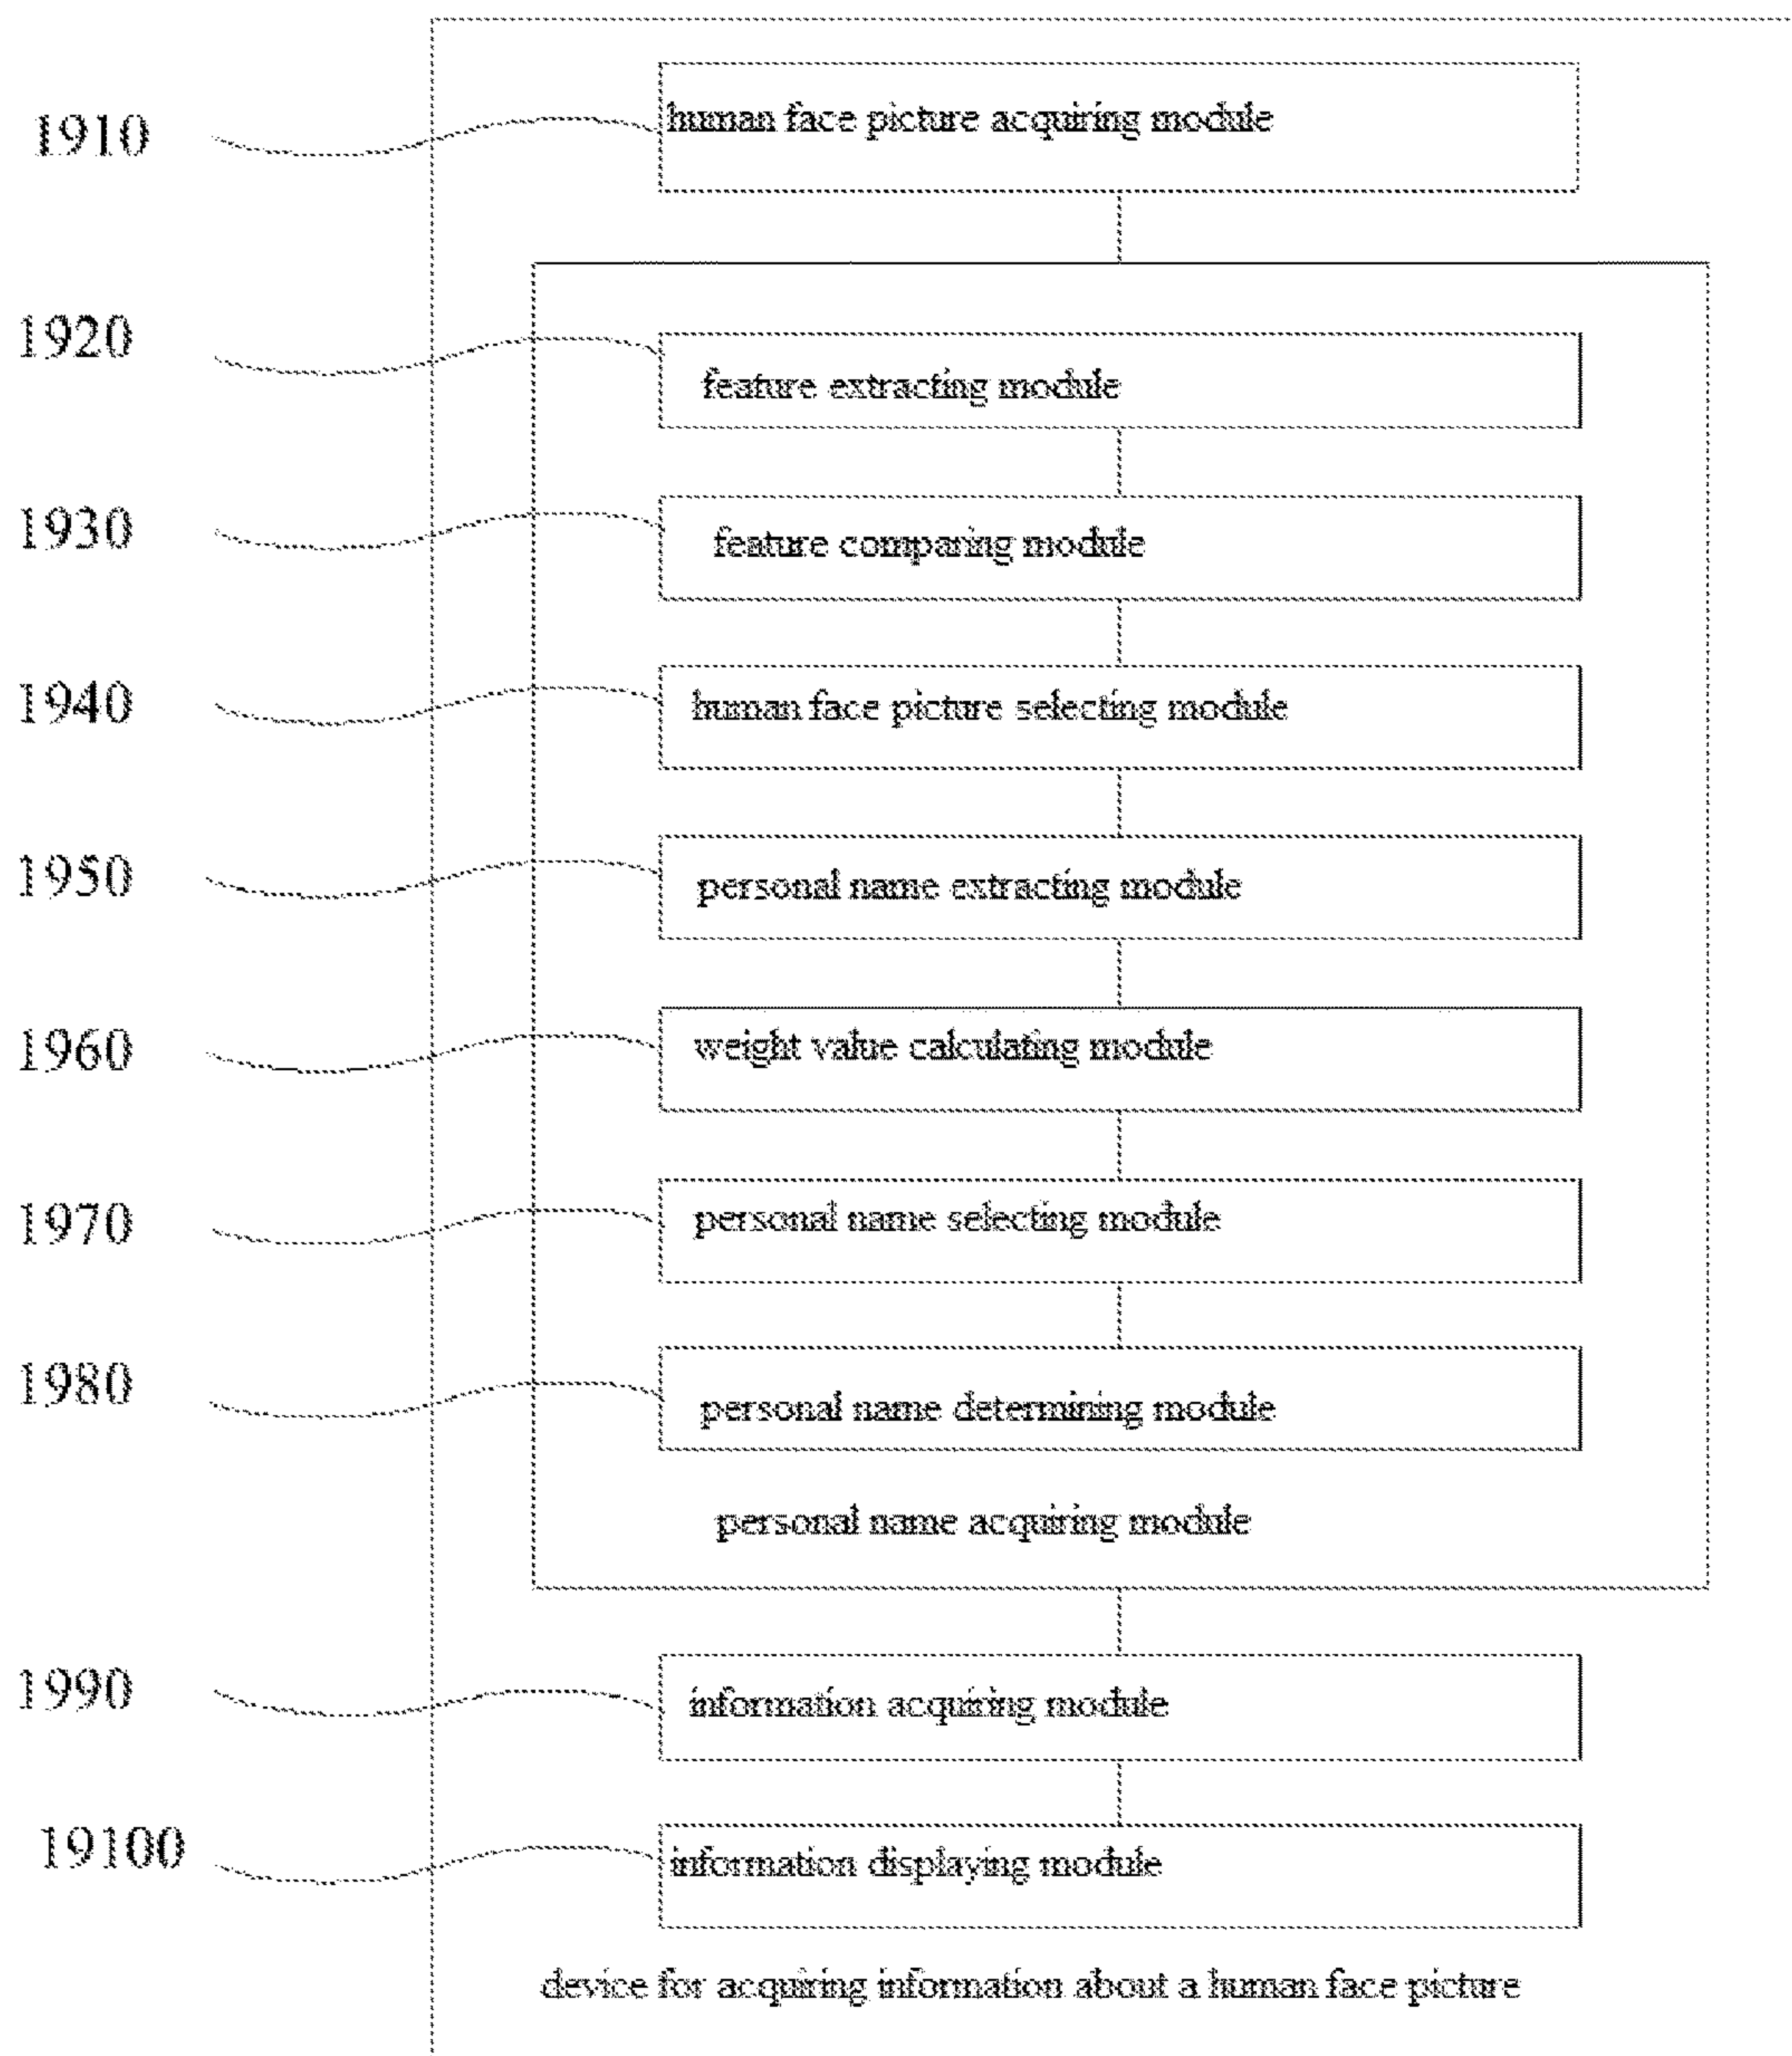 1910
human face picture acquiring module
1920
feature extracting module
1930
feature comparing module
1940
human face picture selecting module
1950
personal name extracting module
1960
weight value calculating module
1970
personal name selecting module
1980
personal name determining module
personal name acquiring module
1990
information acquiring module
19100
information displaying module
device for acquiring information about a human face picture